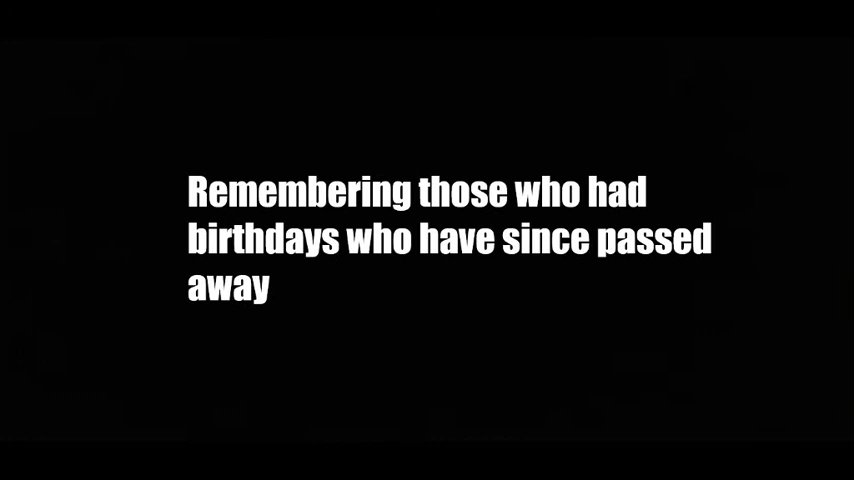 Remembering those who had
birthdays who have since passed
away